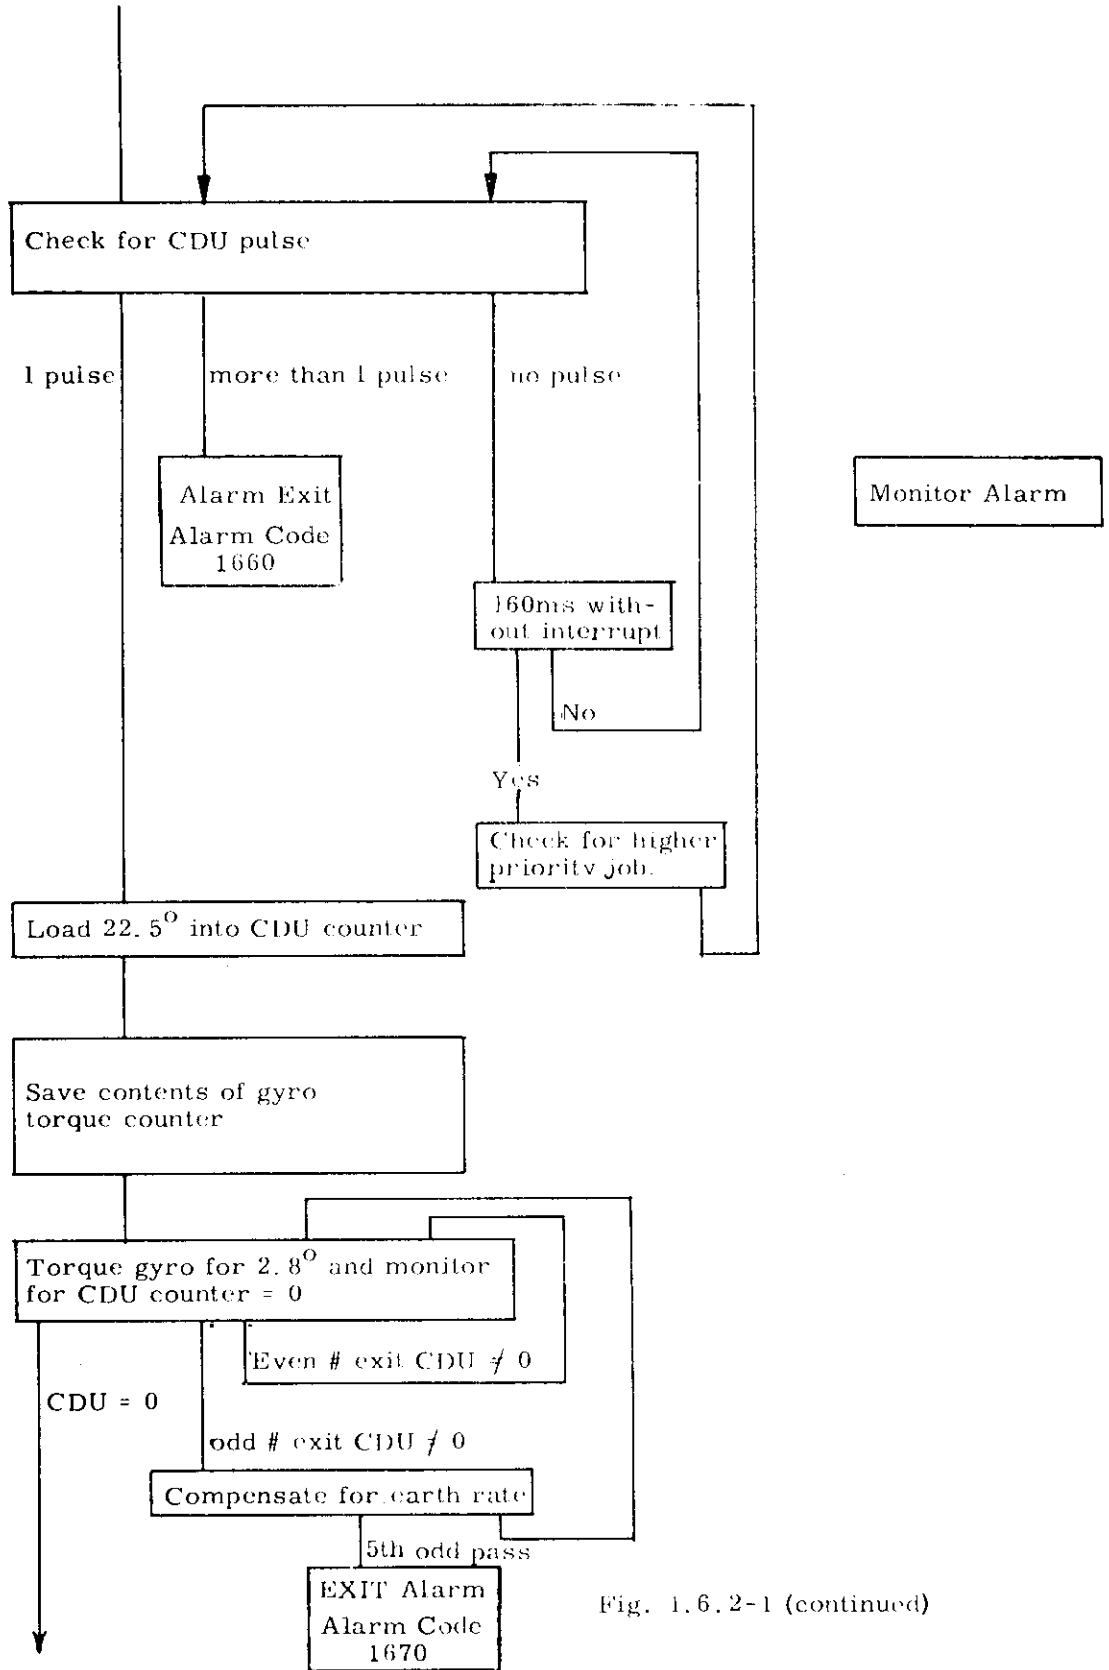 Check for CDU pulse
1 pulse
more than 1 pulse
no pulse
Alarm Exit
Alarm Code
1660
Monitor Alarm
160ms with-
out interrupt
No
Yes
Check for higher
priority job.
Load 22.5° into CDU counter
Save contents of gyro
torque counter
Torque gyro for 2.8° and monitor
for CDU counter = 0
Even # exit CDU ≠ 0
CDU = 0
odd # exit CDU ≠ 0
Compensate for earth rate
5th odd pass
EXIT Alarm
Alarm Code
1670
Fig. 1.6.2-1 (continued)